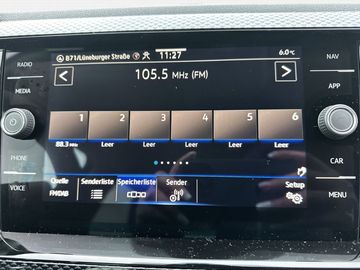 B71/Lüneburger Straße 11:27 6.0°C
RADIO
NAV
< 105.5 MHz (FM) >
MEDIA
APP
1 2 3 4 5 6
88.3 MHz Leer Leer Leer Leer Leer
PHONE
CAR
Quelle Senderliste Speicherliste Sender Setup
FM/DAB
VOICE
MENU